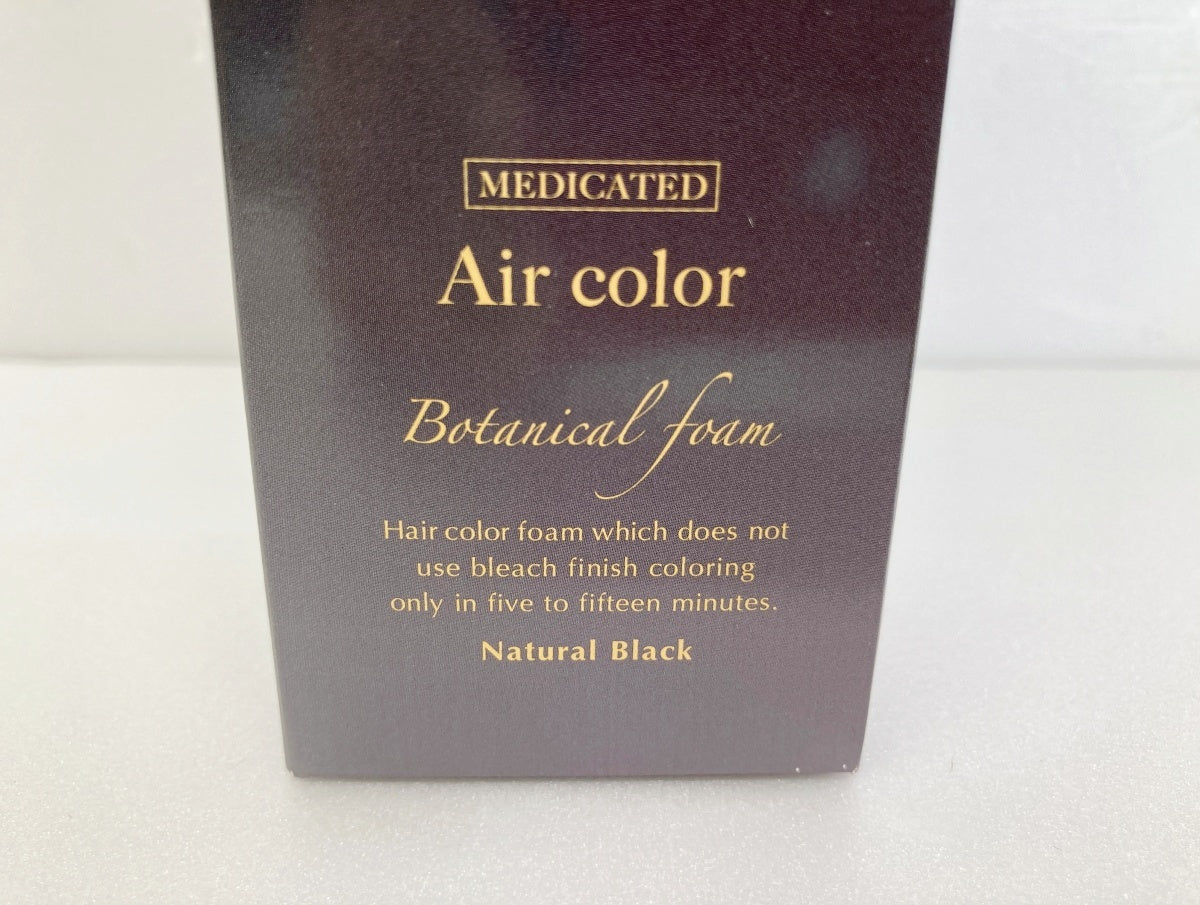 MEDICATED
Air color
Botanical foam
Hair color foam which does not
use bleach finish coloring
only in five to fifteen minutes.
Natural Black